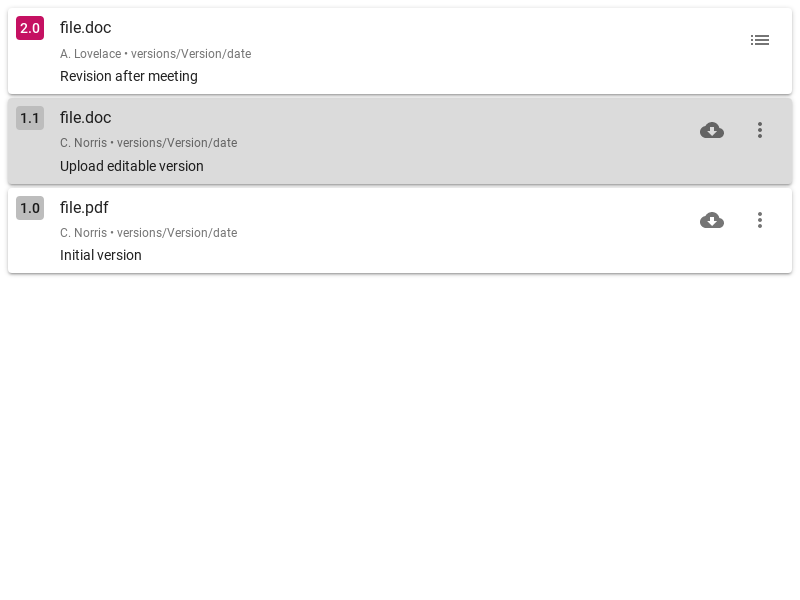 2.0
file.doc
A. Lovelace • versions/Version/date
Revision after meeting
1.1
file.doc
C. Norris • versions/Version/date
Upload editable version
1.0
file.pdf
C. Norris • versions/Version/date
Initial version